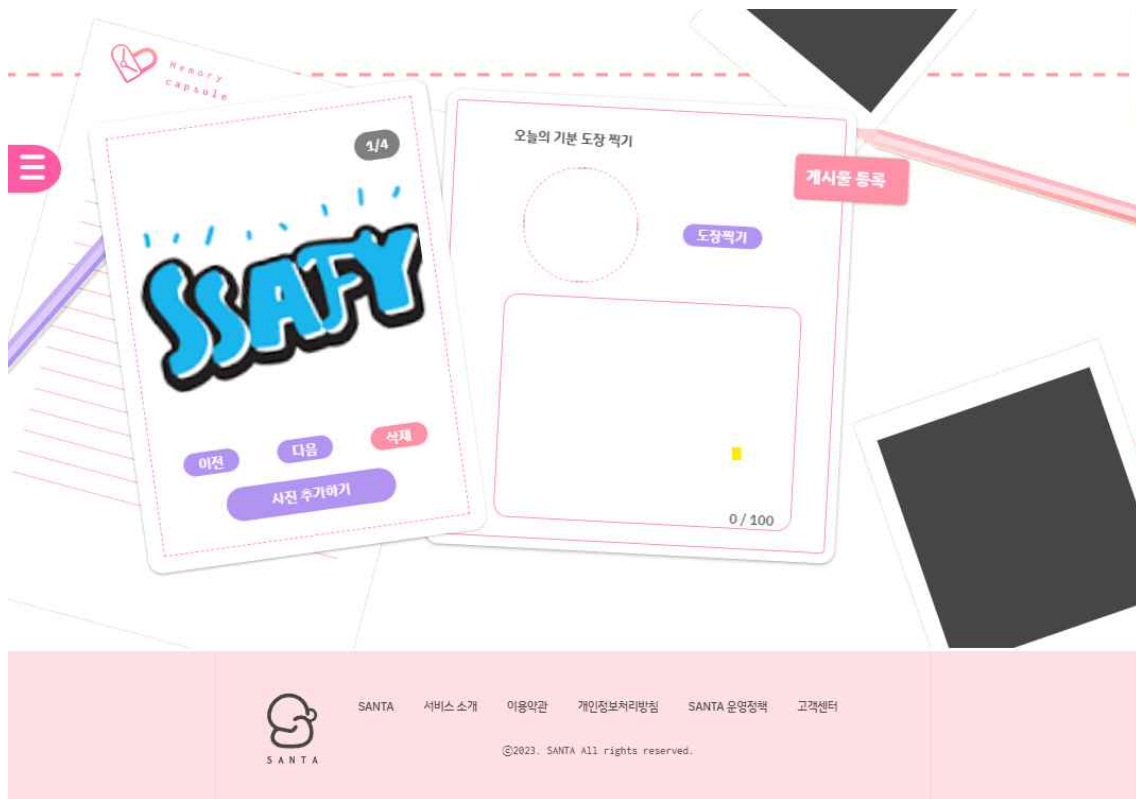 Memory
capsule
1/4
SSAFY
이전
다음
삭제
사진 추가하기
오늘의 기분 도장 찍기
도장찍기
게시물 등록
0 / 100
SANTA
SANTA 서비스 소개 이용약관 개인정보처리방침 SANTA 운영정책 고객센터
ⓒ2023. SANTA All rights reserved.